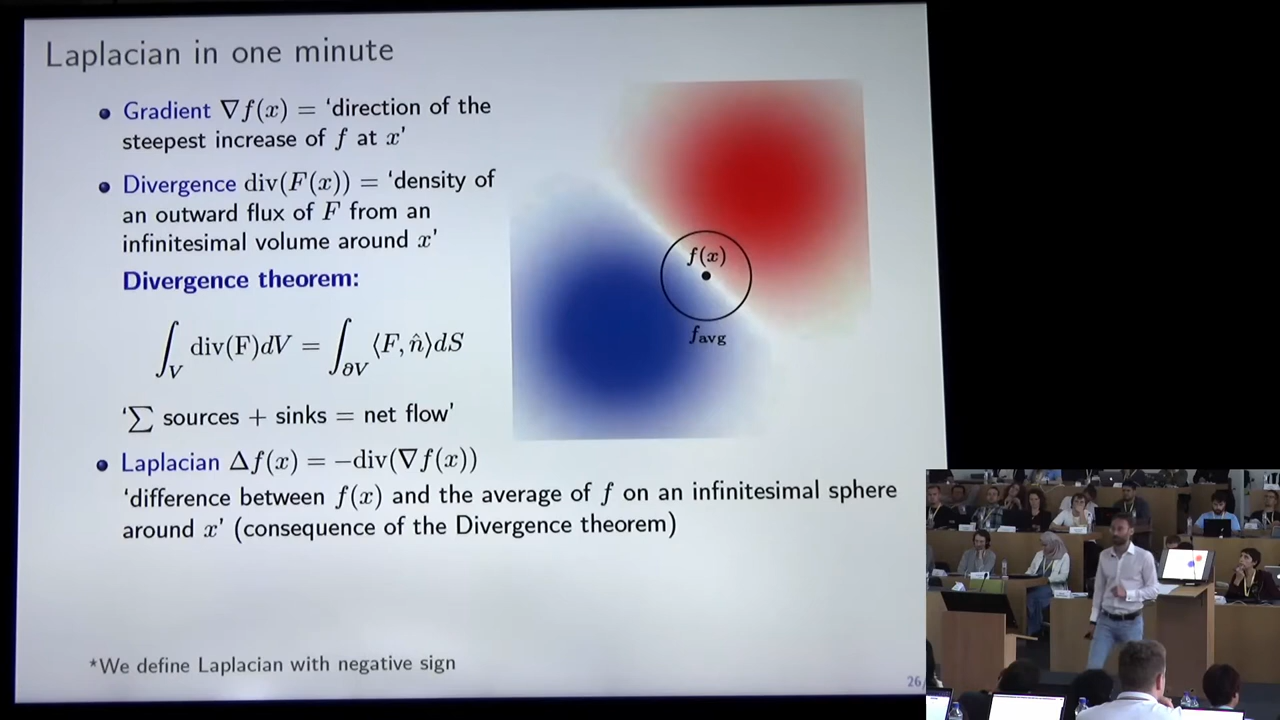 Laplacian in one minute
• Gradient ∇f(x) = ‘direction of the
steepest increase of f at x’
• Divergence div(F(x)) = ‘density of
an outward flux of F from an
infinitesimal volume around x’
Divergence theorem:
∫_V div(F)dV = ∫_∂V ⟨F, n̂⟩dS
‘∑ sources + sinks = net flow’
• Laplacian Δf(x) = −div(∇f(x))
‘difference between f(x) and the average of f on an infinitesimal sphere
around x’ (consequence of the Divergence theorem)
f(x)
f_avg
*We define Laplacian with negative sign
26/